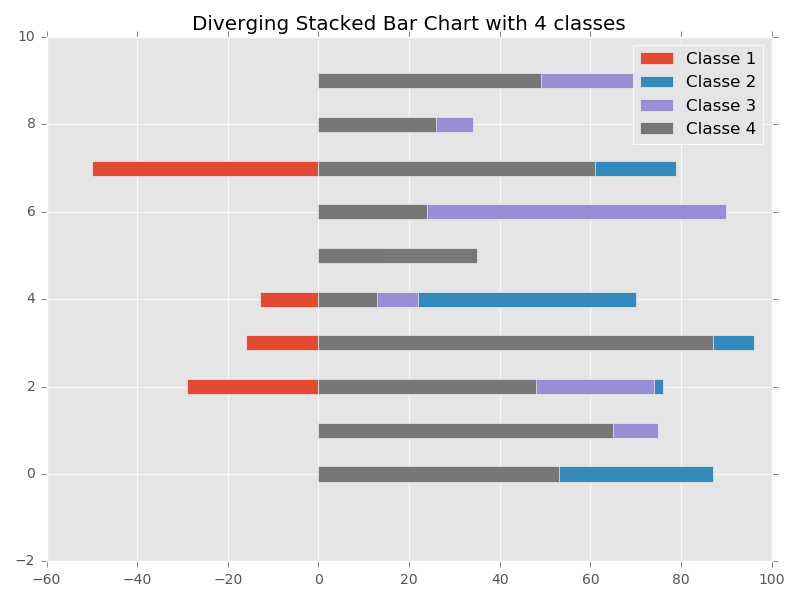 Diverging Stacked Bar Chart with 4 classes
10
8
6
4
2
0
−2
−60 −40 −20 0 20 40 60 80 100
Classe 1
Classe 2
Classe 3
Classe 4